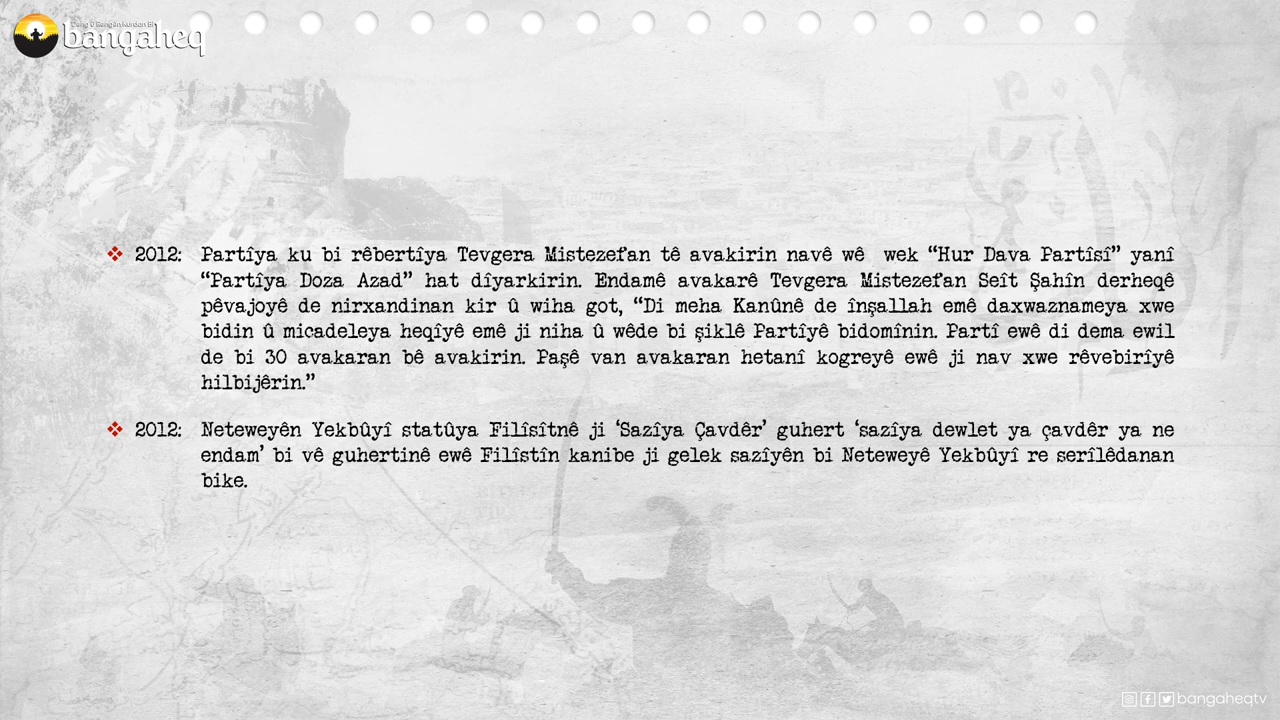 bangaheq
❖ 2012: Partîya ku bi rêbertîya Tevgera Mistezefan tê avakirin navê wê wek “Hur Dava Partîsî” yanî
“Partîya Doza Azad” hat dîyarkirin. Endamê avakarê Tevgera Mistezefan Seît Şahîn derheqê
pêvajoyê de nirxandinan kir û wiha got, “Di meha Kanûnê de înşallah emê daxwaznameya xwe
bidin û micadeleya heqîyê emê ji niha û wêde bi şiklê Partîyê bidomînin. Partî ewê di dema ewil
de bi 30 avakaran bê avakirin. Paşê van avakaran hetanî kogreyê ewê ji nav xwe rêvebirîyê
hilbijêrin.”
❖ 2012: Neteweyên Yekbûyî statûya Filîsîtnê ji ‘Sazîya Çavdêr’ guhert ‘sazîya dewlet ya çavdêr ya ne
endam’ bi vê guhertinê ewê Filîstîn kanibe ji gelek sazîyên bi Neteweyê Yekbûyî re serîlêdanan
bike.
bangaheqtv